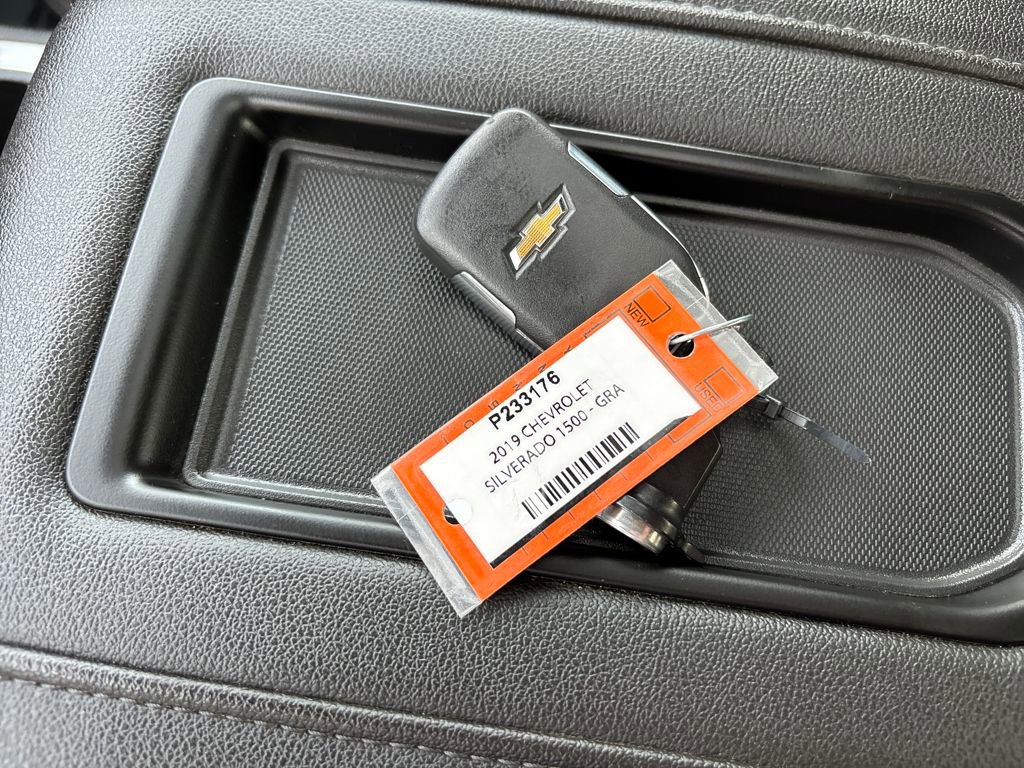 P233176
2019 CHEVROLET
SILVERADO 1500 - GRA
NEW
USED